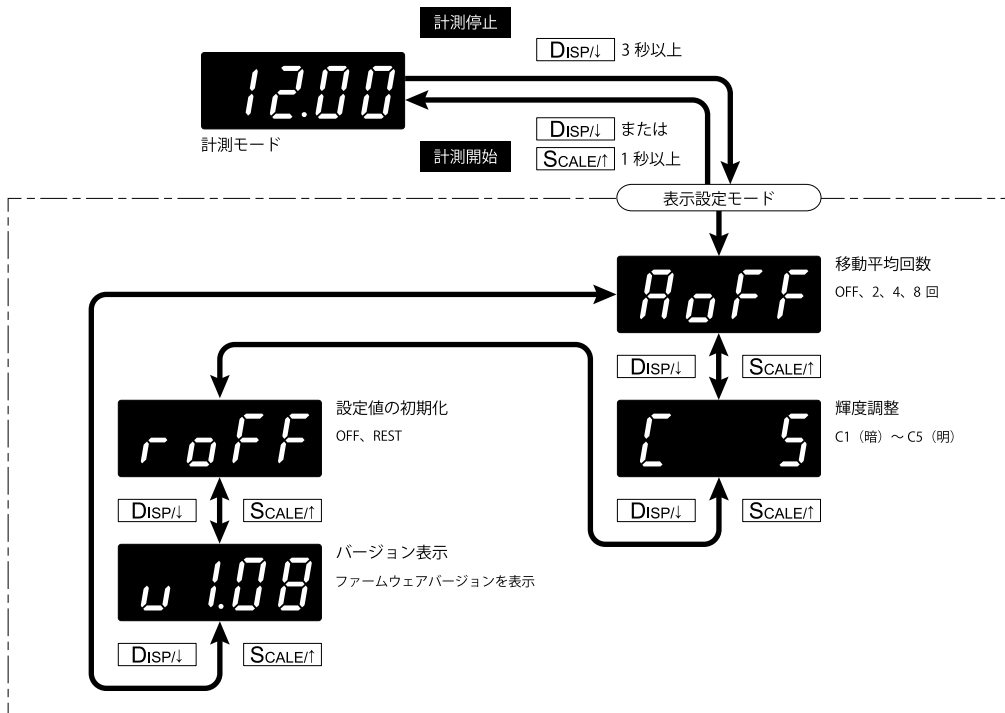 計測停止
DISP/↓ 3 秒以上
12.00
計測モード
DISP/↓ または
計測開始
SCALE/↑ 1 秒以上
表示設定モード
AoFF
移動平均回数
OFF、2、4、8 回
DISP/↓ SCALE/↑
C 5
輝度調整
C1（暗）～ C5（明）
DISP/↓ SCALE/↑
roFF
設定値の初期化
OFF、REST
DISP/↓ SCALE/↑
u 1.08
バージョン表示
ファームウェアバージョンを表示
DISP/↓ SCALE/↑